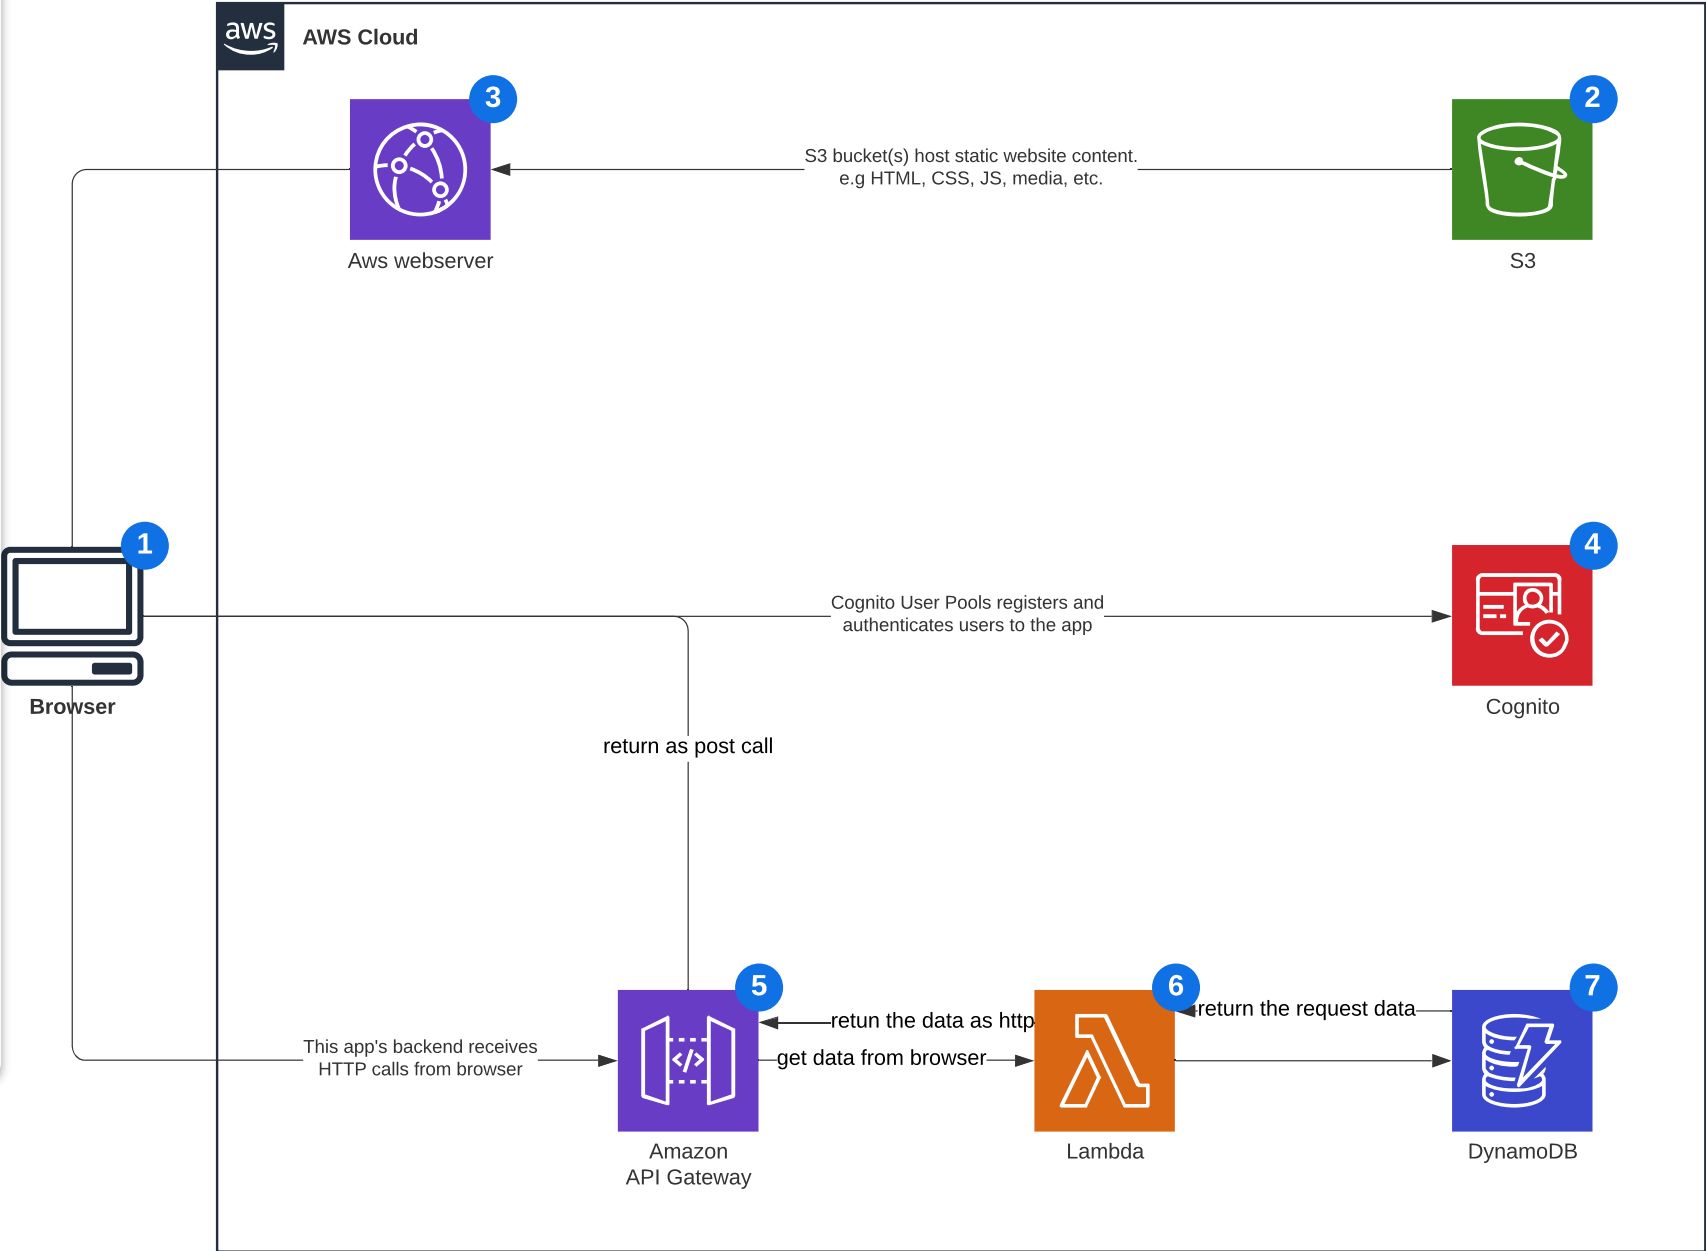 aws
AWS Cloud
3
2
S3 bucket(s) host static website content.
e.g HTML, CSS, JS, media, etc.
Aws webserver
S3
1
4
Cognito User Pools registers and
authenticates users to the app
Browser
Cognito
return as post call
5
6
7
return the request data
retun the data as http
This app's backend receives
HTTP calls from browser
get data from browser
Amazon
API Gateway
Lambda
DynamoDB